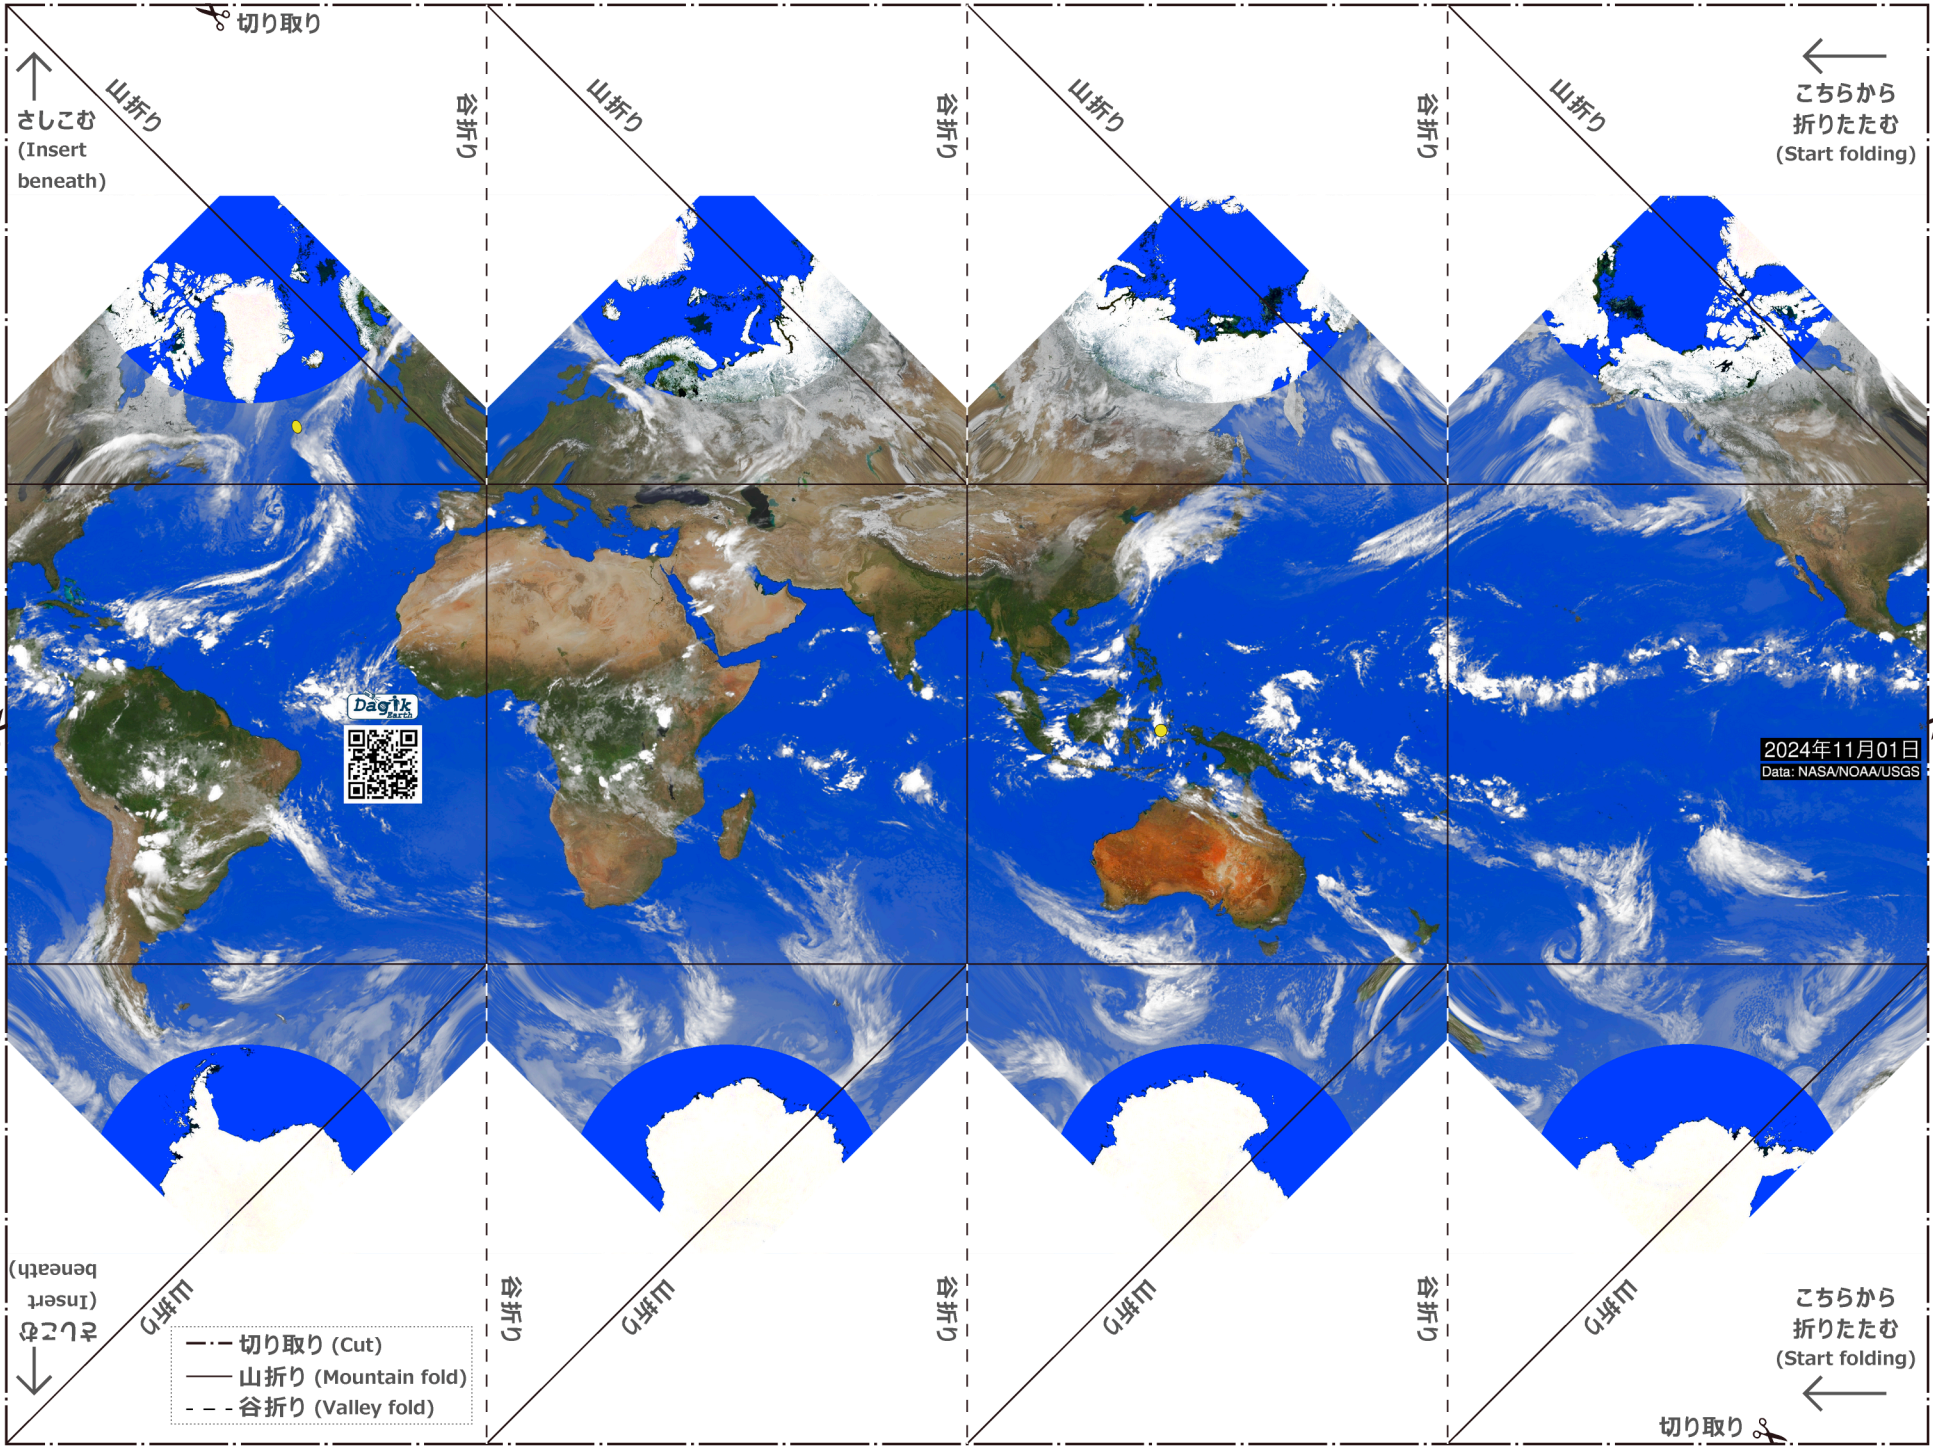 切り取り
山折り
谷折り
山折り
谷折り
山折り
谷折り
山折り
さしこむ
(Insert
beneath)
こちらから
折りたたむ
(Start folding)
Dagik
Earth
2024年11月01日
Data: NASA/NOAA/USGS
さしこむ
(Insert
beneath)
山折り
谷折り
山折り
谷折り
山折り
谷折り
山折り
切り取り (Cut)
山折り (Mountain fold)
谷折り (Valley fold)
こちらから
折りたたむ
(Start folding)
切り取り